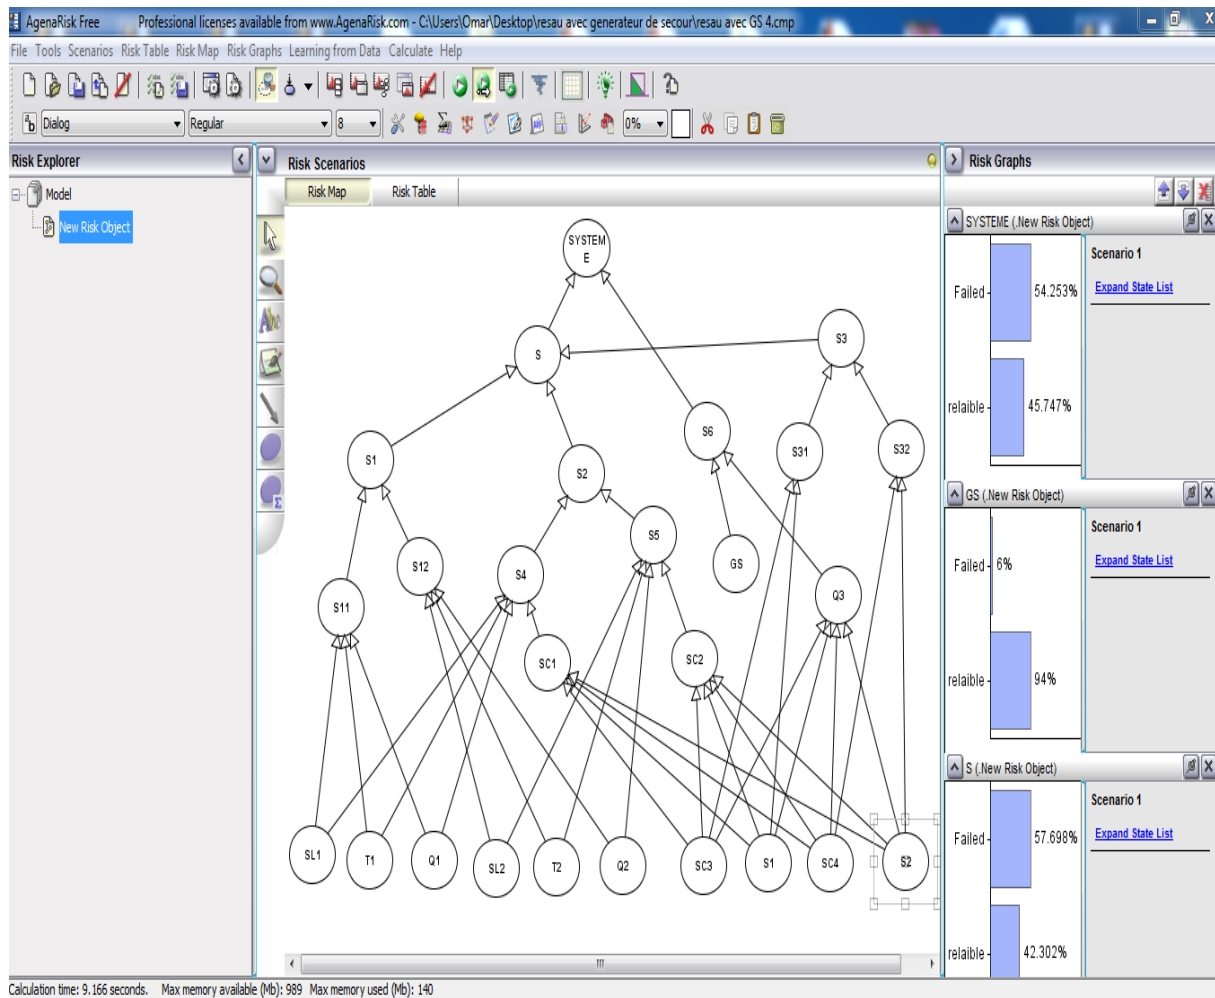 AgenaRisk Free Professional licenses available from www.AgenaRisk.com - C:\Users\Omar\Desktop\resau avec generateur de secour\resau avec GS 4.cmp
File Tools Scenarios Risk Table Risk Map Risk Graphs Learning from Data Calculate Help
Dialog Regular 8 0%
Risk Explorer
Model
New Risk Object
Risk Scenarios
Risk Map Risk Table
SYSTEM
E
S
S3
S1
S2
S6
S31
S32
S5
S12
S4
GS
S11
Q3
SC1
SC2
SL1
T1
Q1
SL2
T2
Q2
SC3
S1
SC4
S2
Risk Graphs
SYSTEME (.New Risk Object)
Scenario 1
Expand State List
Failed - 54.253%
relaible - 45.747%
GS (.New Risk Object)
Scenario 1
Expand State List
Failed - 6%
relaible - 94%
S (.New Risk Object)
Scenario 1
Expand State List
Failed - 57.698%
relaible - 42.302%
Calculation time: 9.166 seconds. Max memory available (Mb): 989 Max memory used (Mb): 140